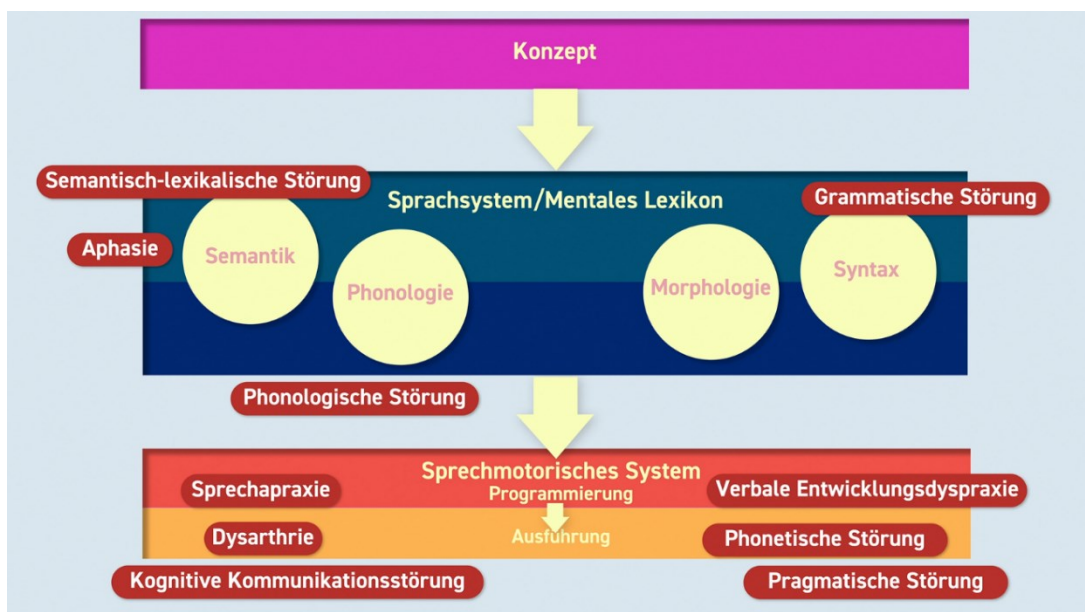 Konzept
Semantisch-lexikalische Störung
Sprachsystem/Mentales Lexikon
Grammatische Störung
Aphasie
Semantik
Phonologie
Morphologie
Syntax
Phonologische Störung
Sprechmotorisches System
Programmierung
Sprechapraxie
Verbale Entwicklungsdyspraxie
Dysarthrie
Ausführung
Phonetische Störung
Kognitive Kommunikationsstörung
Pragmatische Störung